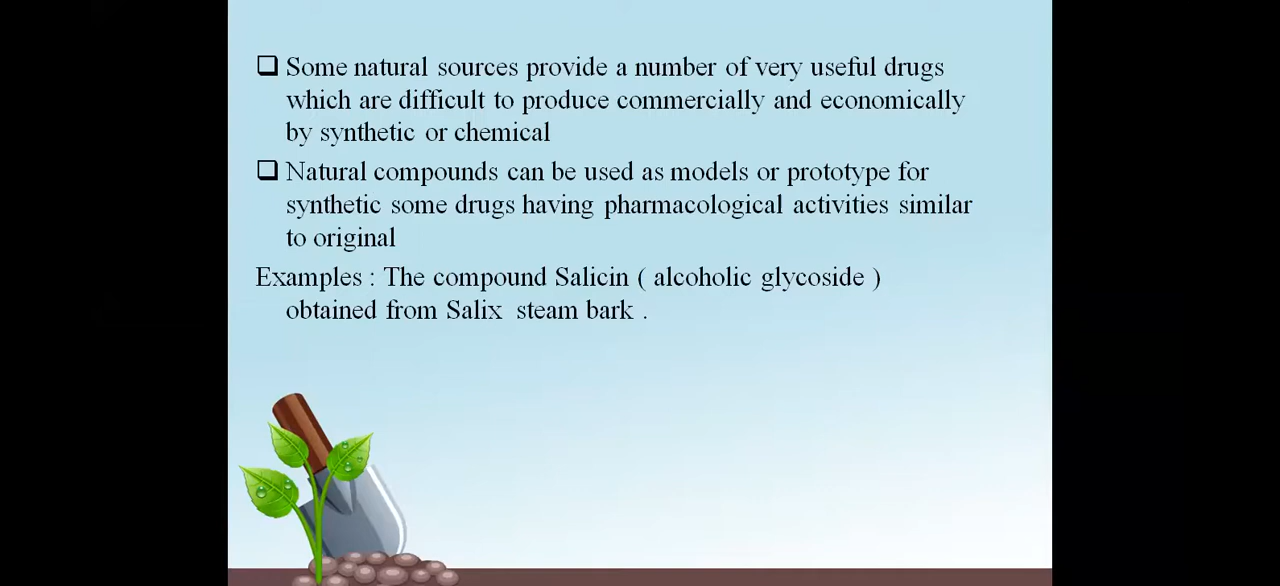 Some natural sources provide a number of very useful drugs
which are difficult to produce commercially and economically
by synthetic or chemical
Natural compounds can be used as models or prototype for
synthetic some drugs having pharmacological activities similar
to original
Examples : The compound Salicin ( alcoholic glycoside )
obtained from Salix steam bark .